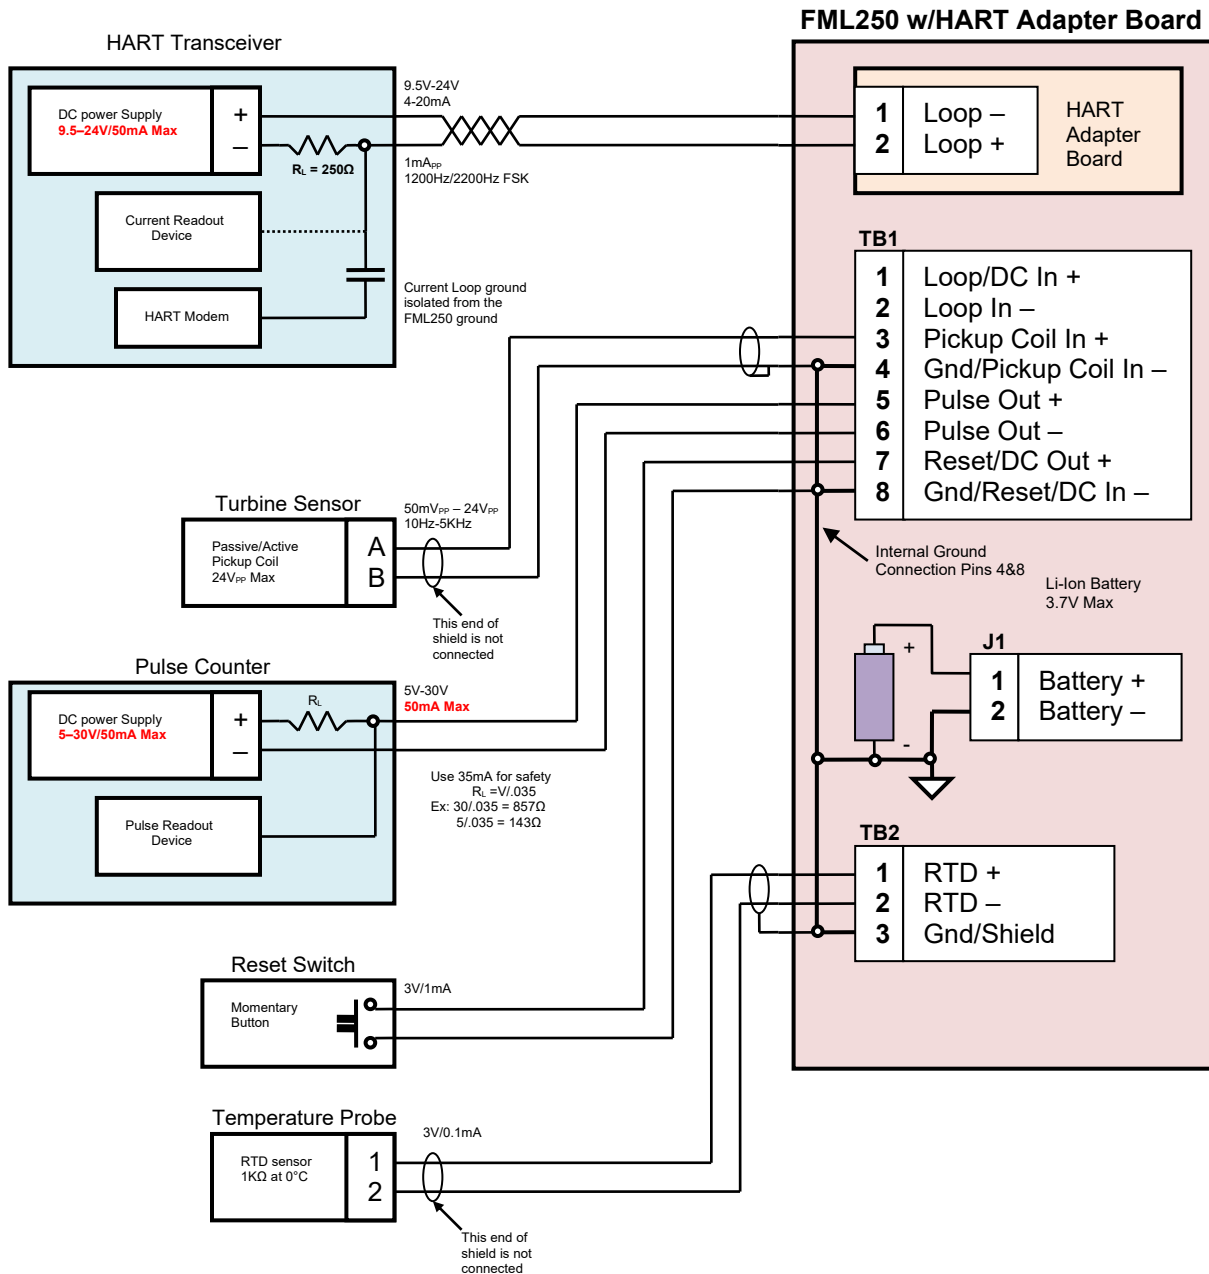 FML250 w/HART Adapter Board
HART Transceiver
DC power Supply
9.5–24V/50mA Max
+
–
RL = 250Ω
Current Readout
Device
HART Modem
9.5V-24V
4-20mA
1mAPP
1200Hz/2200Hz FSK
Current Loop ground
isolated from the
FML250 ground
1 Loop –
2 Loop +
HART
Adapter
Board
TB1
1 Loop/DC In +
2 Loop In –
3 Pickup Coil In +
4 Gnd/Pickup Coil In –
5 Pulse Out +
6 Pulse Out –
7 Reset/DC Out +
8 Gnd/Reset/DC In –
Internal Ground
Connection Pins 4&8
Li-Ion Battery
3.7V Max
+
-
J1
1 Battery +
2 Battery –
TB2
1 RTD +
2 RTD –
3 Gnd/Shield
Turbine Sensor
Passive/Active
Pickup Coil
24VPP Max
A
B
50mVPP – 24VPP
10Hz-5KHz
This end of
shield is not
connected
Pulse Counter
DC power Supply
5–30V/50mA Max
+
–
RL
Pulse Readout
Device
5V-30V
50mA Max
Use 35mA for safety
RL =V/.035
Ex: 30/.035 = 857Ω
5/.035 = 143Ω
Reset Switch
Momentary
Button
3V/1mA
Temperature Probe
RTD sensor
1KΩ at 0°C
1
2
3V/0.1mA
This end of
shield is not
connected